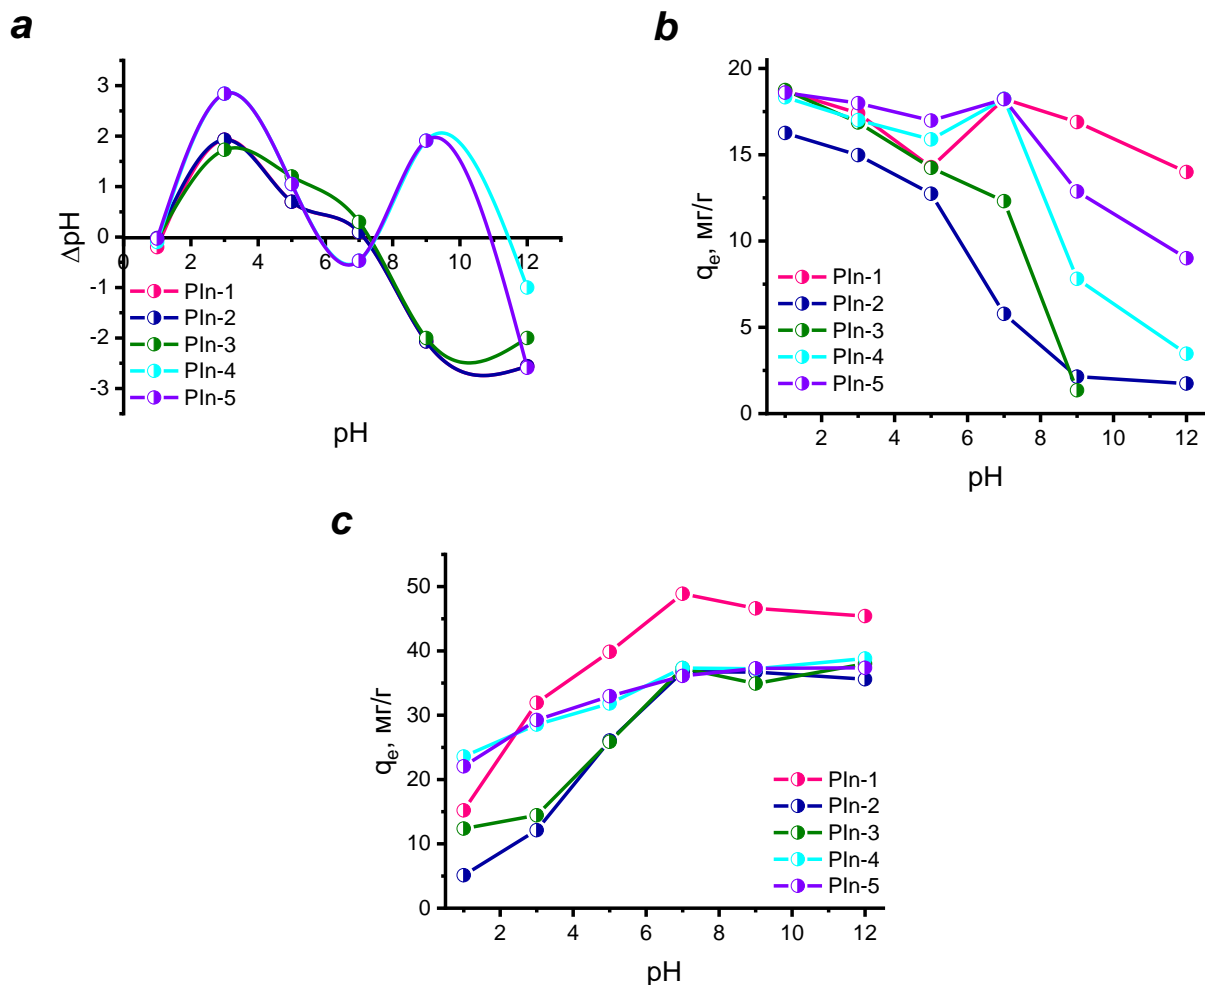 a
3
2
1
0
-1
-2
-3
ΔpH
0 2 4 6 8 10 12
PIn-1
PIn-2
PIn-3
PIn-4
PIn-5
pH
b
20
15
10
5
0
qe, мг/г
PIn-1
PIn-2
PIn-3
PIn-4
PIn-5
2 4 6 8 10 12
pH
c
50
40
30
20
10
0
qe, мг/г
PIn-1
PIn-2
PIn-3
PIn-4
PIn-5
2 4 6 8 10 12
pH